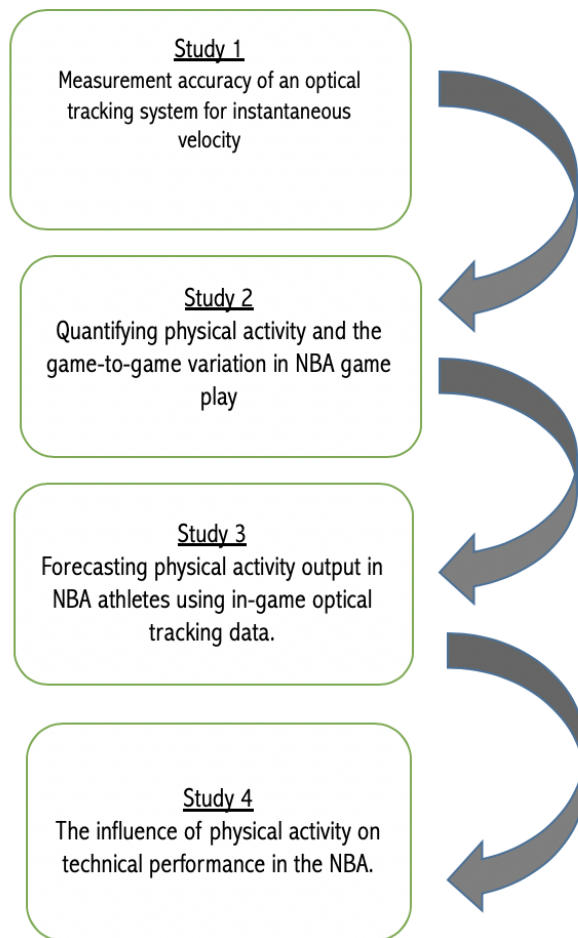 Study 1
Measurement accuracy of an optical
tracking system for instantaneous
velocity
Study 2
Quantifying physical activity and the
game-to-game variation in NBA game
play
Study 3
Forecasting physical activity output in
NBA athletes using in-game optical
tracking data.
Study 4
The influence of physical activity on
technical performance in the NBA.